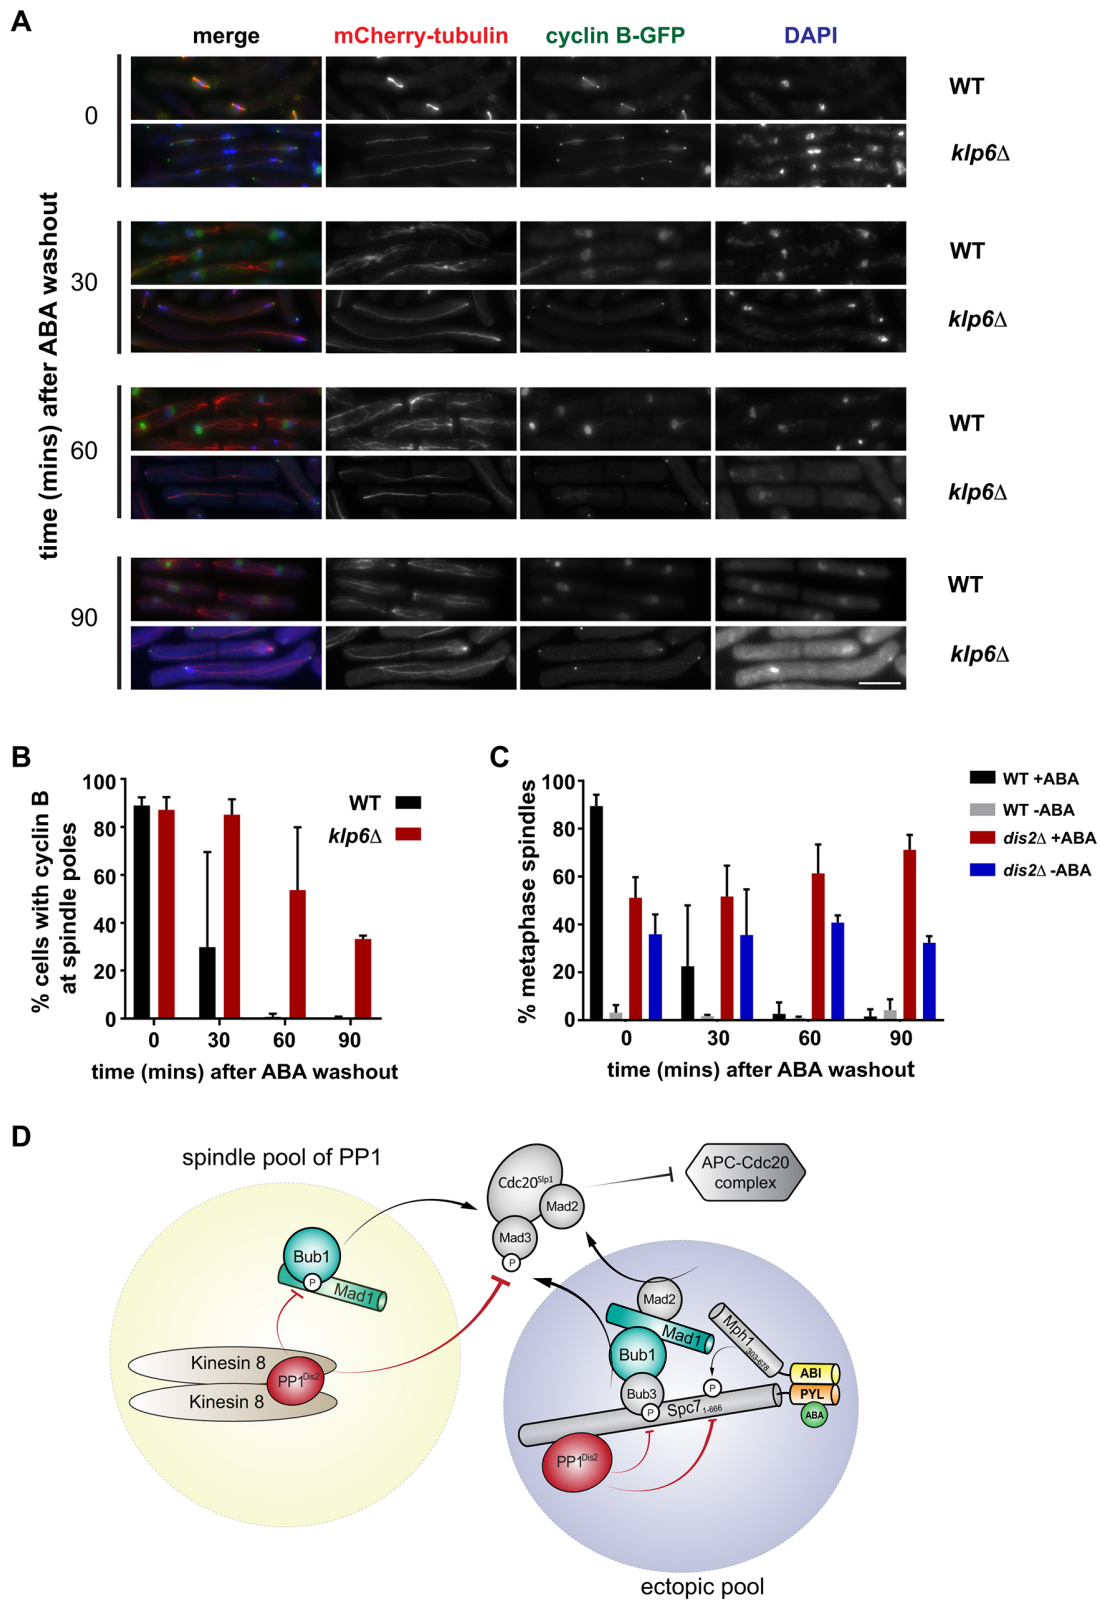 A
merge mCherry-tubulin cyclin B-GFP DAPI
time (mins) after ABA washout
0
WT
klp6Δ
30
WT
klp6Δ
60
WT
klp6Δ
90
WT
klp6Δ
B
% cells with cyclin B
at spindle poles
100
80
60
40
20
0
WT
klp6Δ
0 30 60 90
time (mins) after ABA washout
C
% metaphase spindles
100
80
60
40
20
0
WT +ABA
WT -ABA
dis2Δ +ABA
dis2Δ -ABA
0 30 60 90
time (mins) after ABA washout
D
spindle pool of PP1
Cdc20Slp1
Mad2
Mad3
P
APC-Cdc20
complex
Bub1
P
Mad1
Kinesin 8
Kinesin 8
PP1Dis2
Mad2
Mad1
Bub1
Bub3
P
Mph1 303-678
P
Spc7 1-666
ABI
PYL
ABA
PP1Dis2
ectopic pool